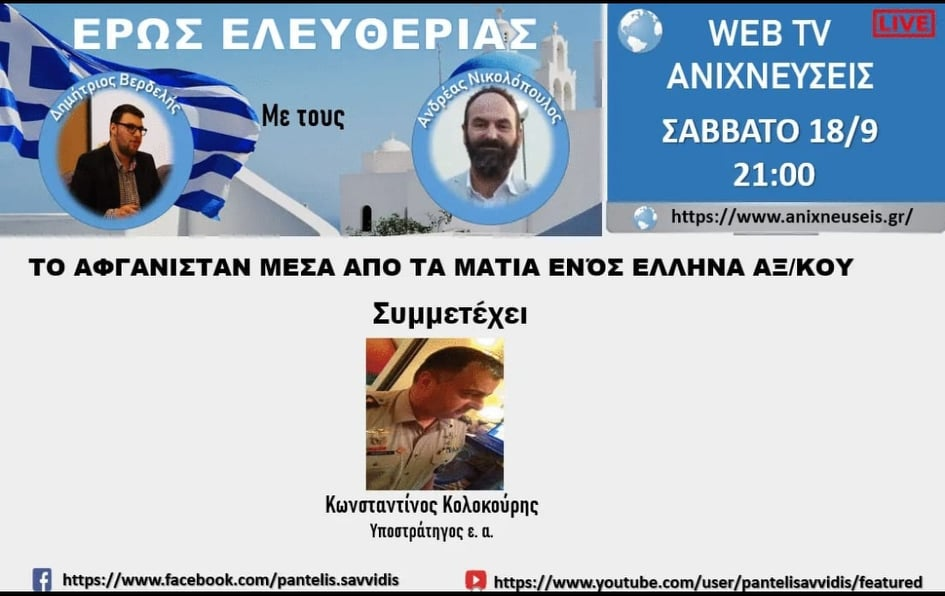 ΕΡΩΣ ΕΛΕΥΘΕΡΙΑΣ
Δημήτριος Βερδελής
Με τους
Ανδρέας Νικολόπουλος
LIVE
WEB TV
ΑΝΙΧΝΕΥΣΕΙΣ
ΣΑΒΒΑΤΟ 18/9
21:00
https://www.anixneuseis.gr/
ΤΟ ΑΦΓΑΝΙΣΤΑΝ ΜΕΣΑ ΑΠΟ ΤΑ ΜΑΤΙΑ ΕΝΌΣ ΕΛΛΗΝΑ ΑΞ/ΚΟΥ
Συμμετέχει
Κωνσταντίνος Κολοκούρης
Υποστράτηγος ε. α.
https://www.facebook.com/pantelis.savvidis
https://www.youtube.com/user/pantelisavvidis/featured